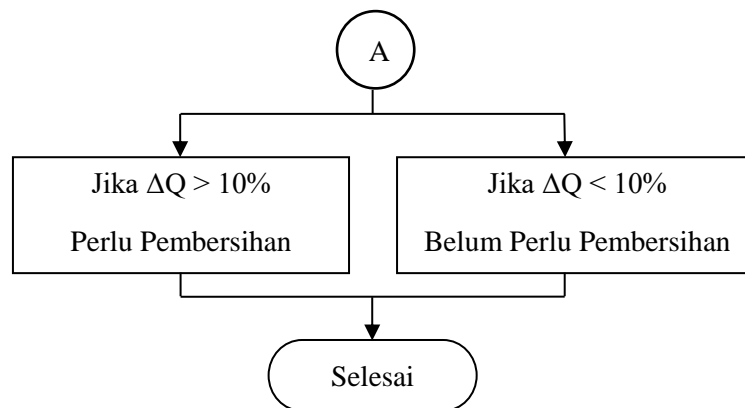 A
Jika ΔQ > 10%
Perlu Pembersihan
Jika ΔQ < 10%
Belum Perlu Pembersihan
Selesai